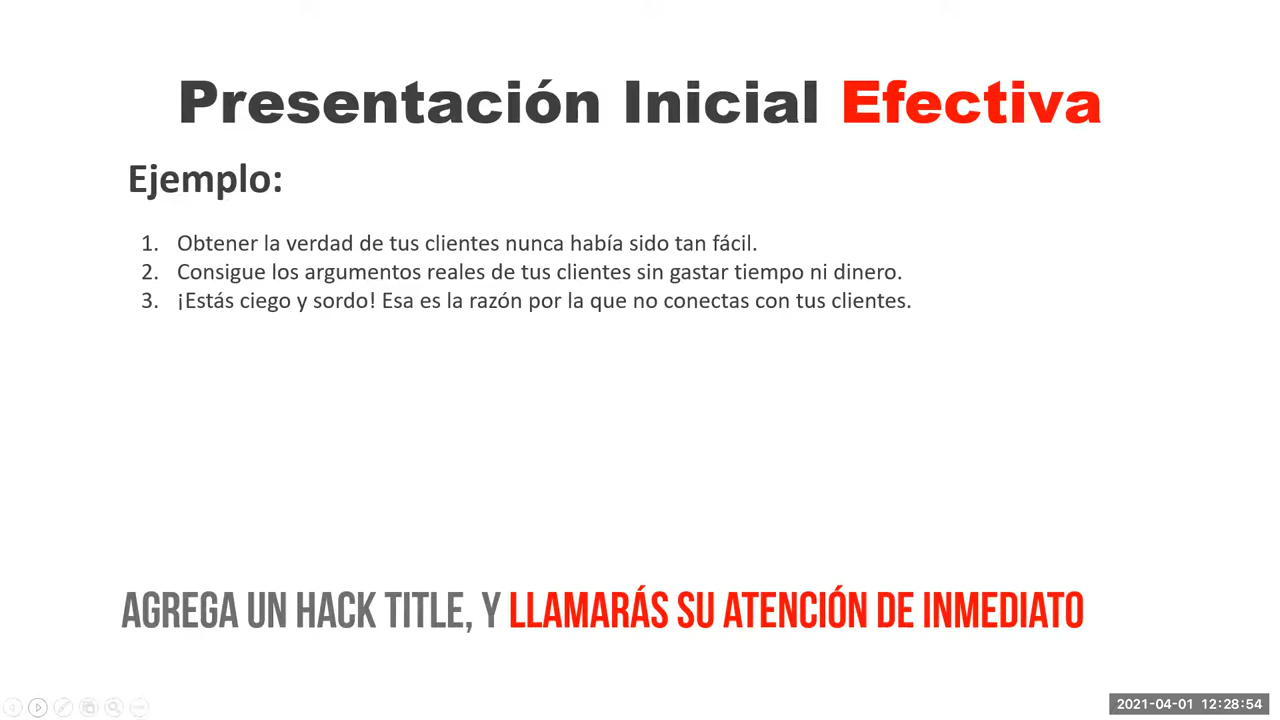 Presentación Inicial Efectiva
Ejemplo:
1. Obtener la verdad de tus clientes nunca había sido tan fácil.
2. Consigue los argumentos reales de tus clientes sin gastar tiempo ni dinero.
3. ¡Estás ciego y sordo! Esa es la razón por la que no conectas con tus clientes.
AGREGA UN HACK TITLE, Y LLAMARÁS SU ATENCIÓN DE INMEDIATO
2021-04-01 12:28:54